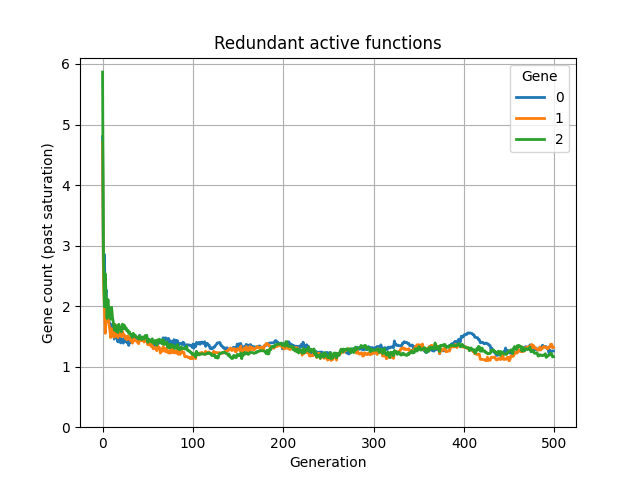 Redundant active functions
Gene count (past saturation)
6
5
4
3
2
1
0
Gene
0
1
2
0 100 200 300 400 500
Generation